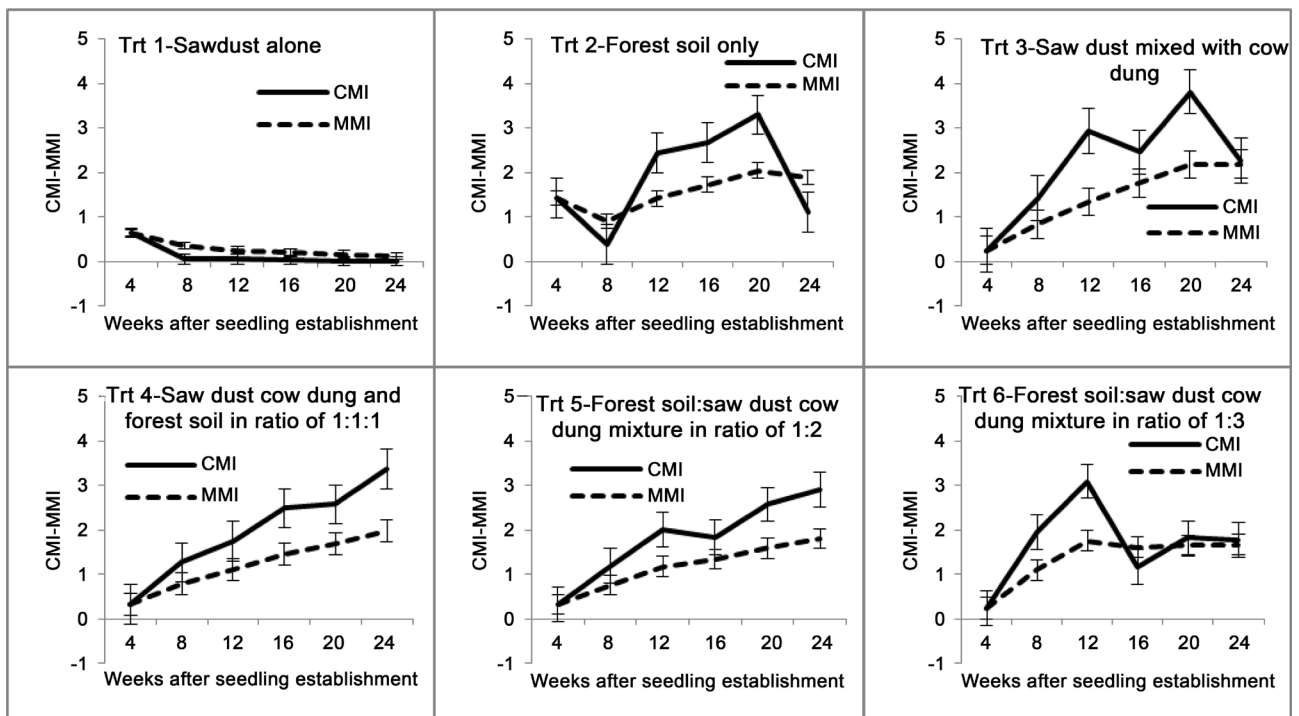 Trt 1-Sawdust alone
CMI
MMI
CMI-MMI
5
4
3
2
1
0
-1
4 8 12 16 20 24
Weeks after seedling establishment
Trt 2-Forest soil only
CMI
MMI
CMI-MMI
5
4
3
2
1
0
-1
4 8 12 16 20 24
Weeks after seedling establishment
Trt 3-Saw dust mixed with cow
dung
CMI
MMI
CMI-MMI
5
4
3
2
1
0
-1
4 8 12 16 20 24
Weeks after seedling establishment
Trt 4-Saw dust cow dung and
forest soil in ratio of 1:1:1
CMI
MMI
CMI-MMI
5
4
3
2
1
0
-1
4 8 12 16 20 24
Weeks after seedling establishment
Trt 5-Forest soil:saw dust cow
dung mixture in ratio of 1:2
CMI
MMI
CMI-MMI
5
4
3
2
1
0
-1
4 8 12 16 20 24
Weeks after seedling establishment
Trt 6-Forest soil:saw dust cow
dung mixture in ratio of 1:3
CMI
MMI
CMI-MMI
5
4
3
2
1
0
-1
4 8 12 16 20 24
Weeks after seedling establishment